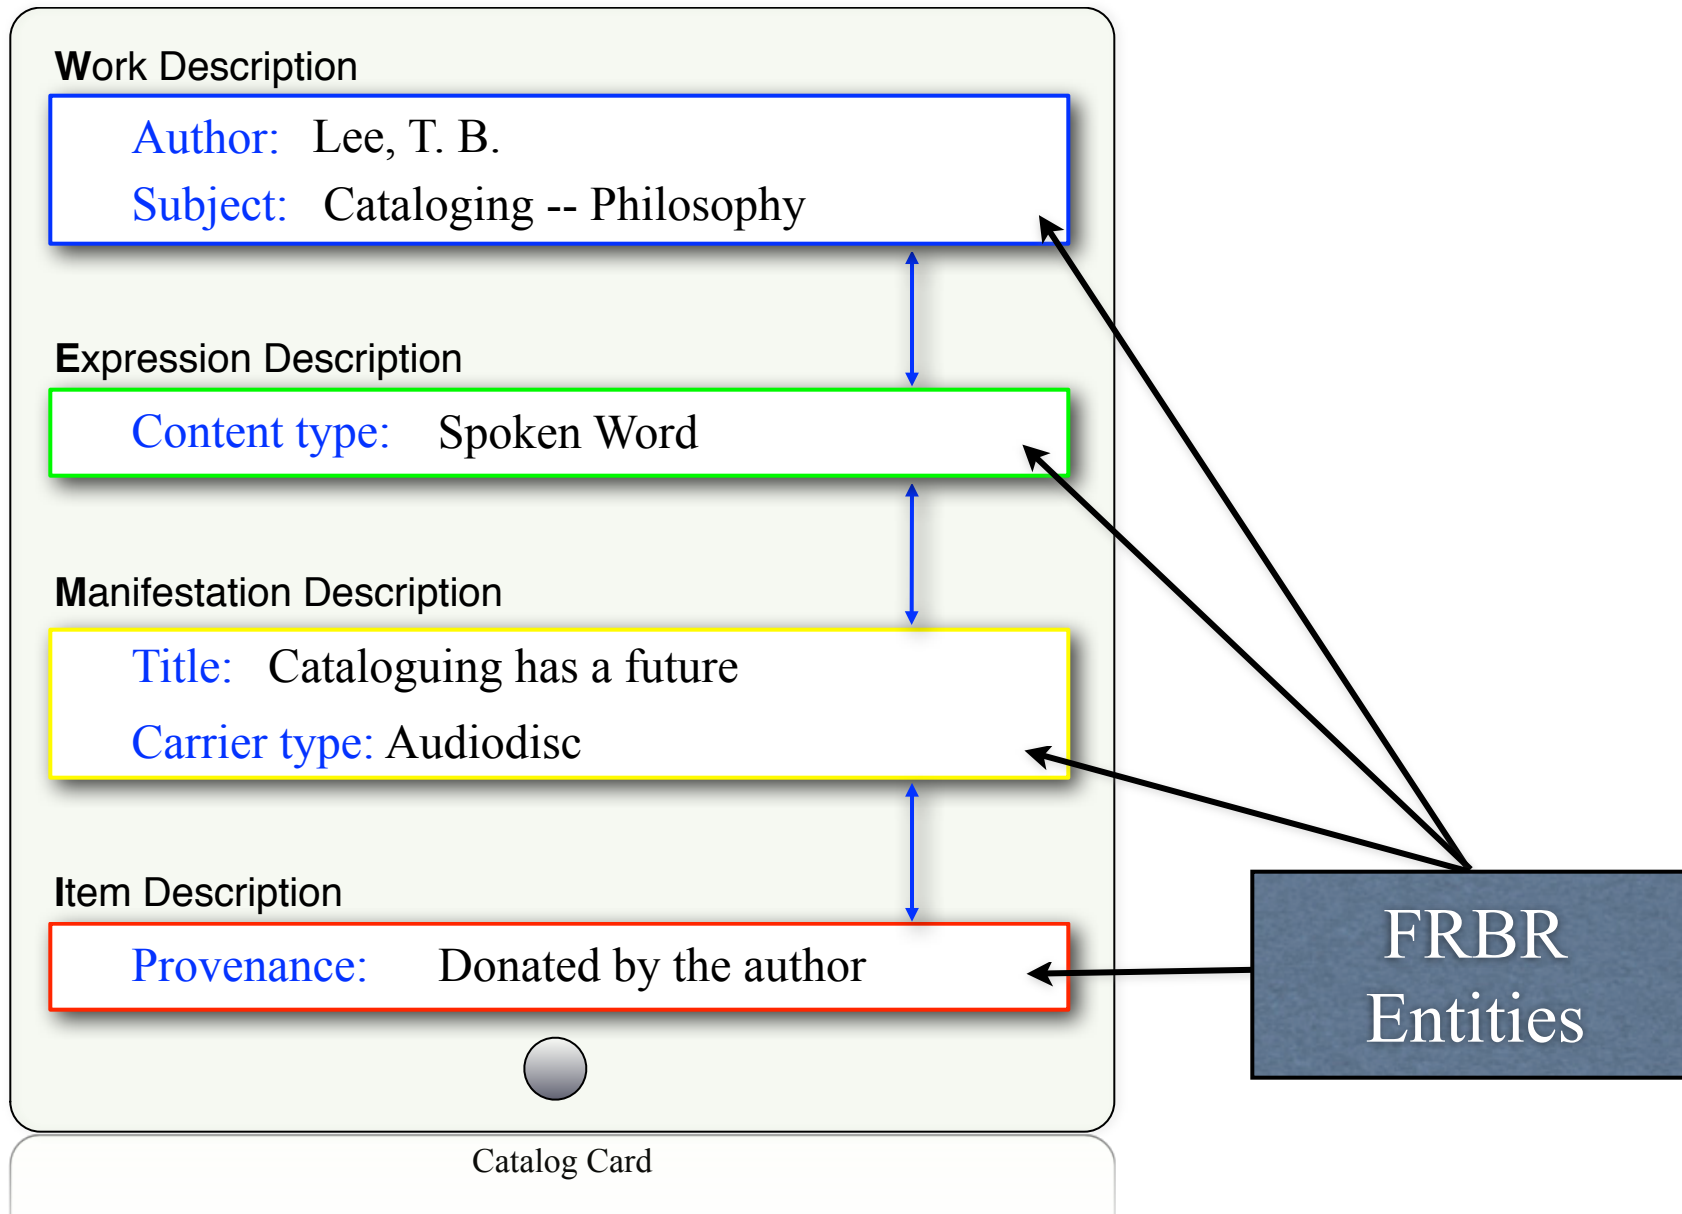 Work Description
Author: Lee, T. B.
Subject: Cataloging -- Philosophy
Expression Description
Content type: Spoken Word
Manifestation Description
Title: Cataloguing has a future
Carrier type: Audiodisc
Item Description
Provenance: Donated by the author
FRBR
Entities
Catalog Card